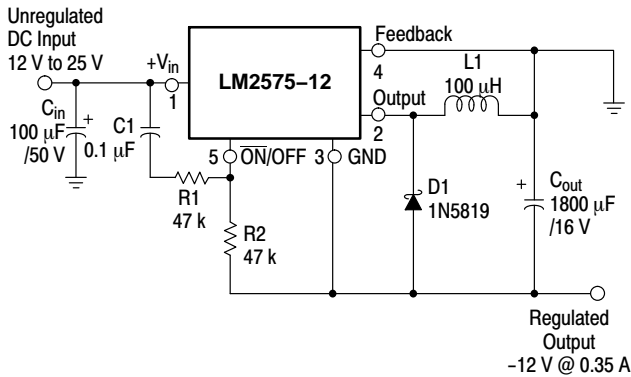 Unregulated
DC Input
12 V to 25 V
+Vin
1
LM2575–12
Feedback
4
L1
100 µH
Output
2
Cin
100 µF
/50 V
+
C1
0.1 µF
5
ON/OFF
3
GND
R1
47 k
R2
47 k
D1
1N5819
+
Cout
1800 µF
/16 V
Regulated
Output
–12 V @ 0.35 A